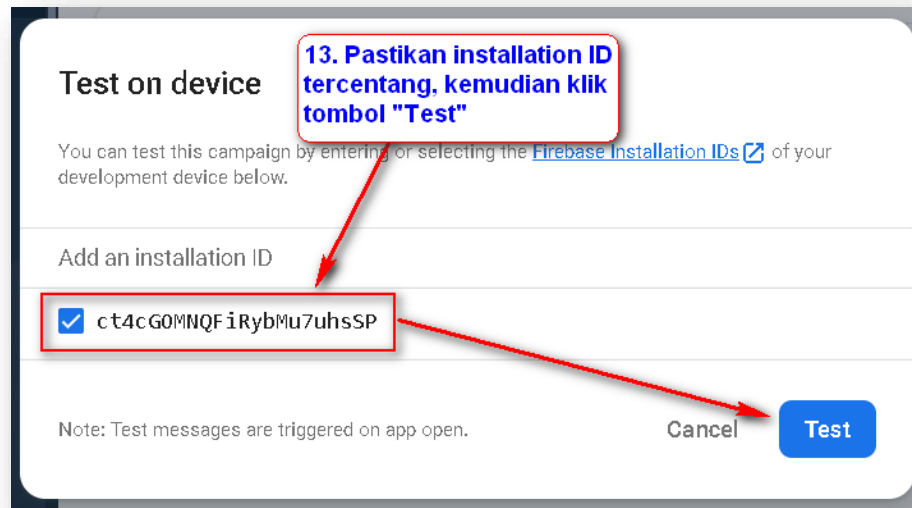 13. Pastikan installation ID
tercentang, kemudian klik
tombol "Test"
Test on device
You can test this campaign by entering or selecting the Firebase Installation IDs of your
development device below.
Add an installation ID
ct4cGOMNQFiRybMu7uhsSP
Note: Test messages are triggered on app open.
Cancel
Test